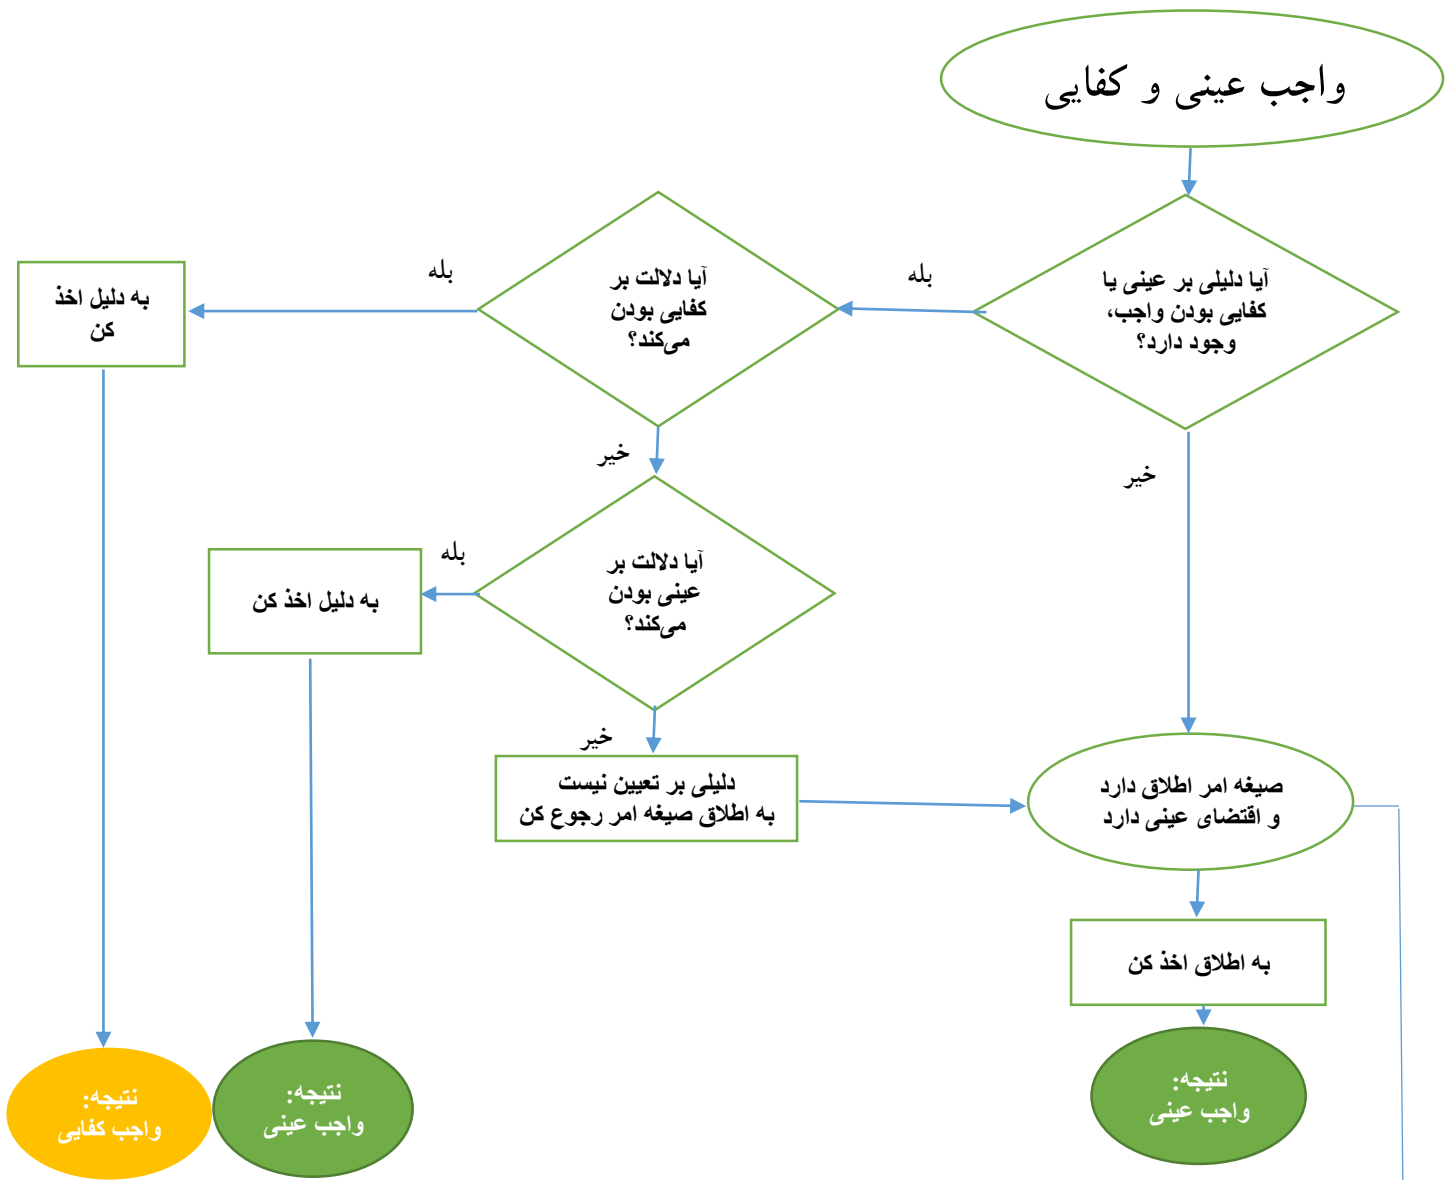 واجب عینی و کفایی
آیا دلیلی بر عینی یا
کفایی بودن واجب،
وجود دارد؟
بله
آیا دلالت بر
کفایی بودن
می‌کند؟
بله
به دلیل اخذ
کن
خیر
خیر
آیا دلالت بر
عینی بودن
می‌کند؟
بله
به دلیل اخذ کن
خیر
دلیلی بر تعیین نیست
به اطلاق صیغه امر رجوع کن
صیغه امر اطلاق دارد
و اقتضای عینی دارد
به اطلاق اخذ کن
نتیجه:
واجب عینی
نتیجه:
واجب عینی
نتیجه:
واجب کفایی